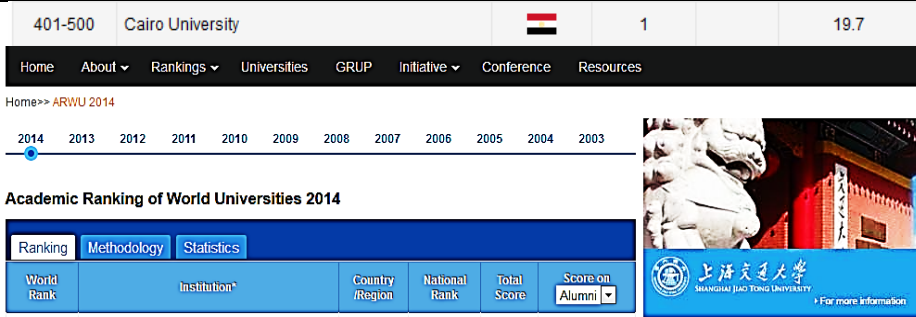 401-500 Cairo University 1 19.7
Home About Rankings Universities GRUP Initiative Conference Resources
Home>> ARWU 2014
2014 2013 2012 2011 2010 2009 2008 2007 2006 2005 2004 2003
Academic Ranking of World Universities 2014
Ranking Methodology Statistics
World Rank Institution* Country /Region National Rank Total Score Score on
Alumni
上海交通大学
SHANGHAI JIAO TONG UNIVERSITY
For more information